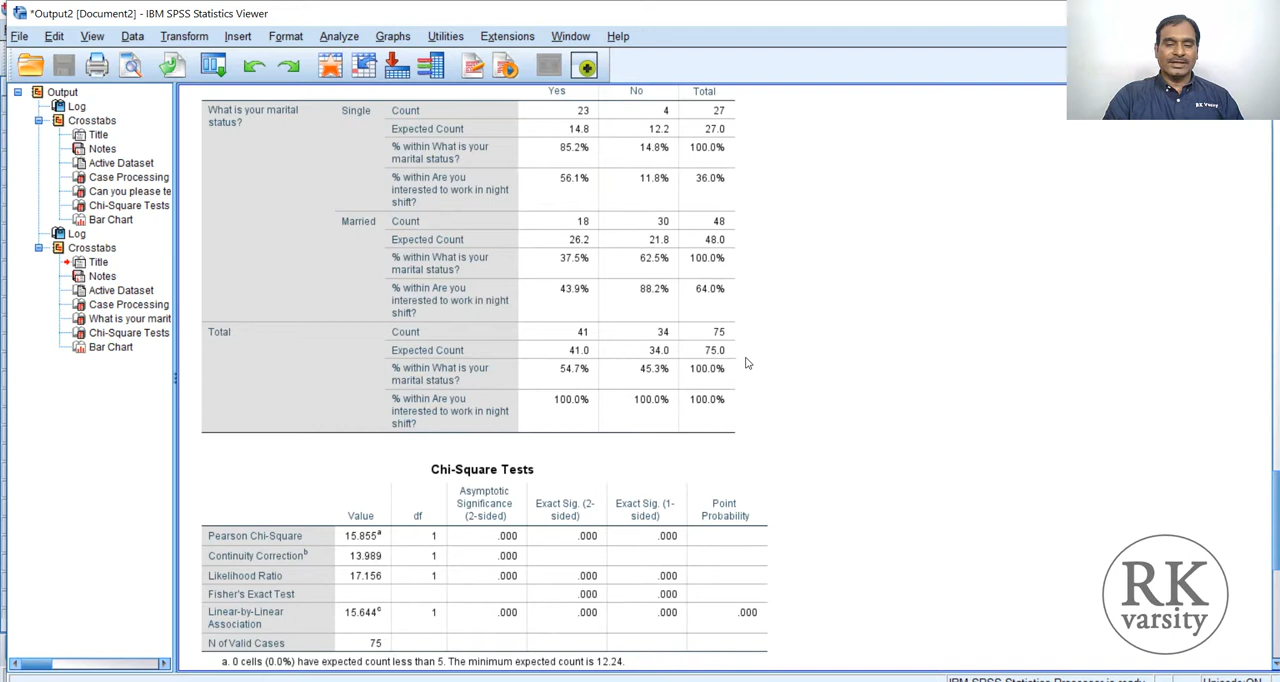 *Output2 [Document2] - IBM SPSS Statistics Viewer
File Edit View Data Transform Insert Format Analyze Graphs Utilities Extensions Window Help
Output
Log
Crosstabs
Title
Notes
Active Dataset
Case Processing
Can you please te
Chi-Square Tests
Bar Chart
Log
Crosstabs
Title
Notes
Active Dataset
Case Processing
What is your marit
Chi-Square Tests
Bar Chart
Yes No Total
What is your marital status? Single Count 23 4 27
Expected Count 14.8 12.2 27.0
% within What is your marital status? 85.2% 14.8% 100.0%
% within Are you interested to work in night shift? 56.1% 11.8% 36.0%
Married Count 18 30 48
Expected Count 26.2 21.8 48.0
% within What is your marital status? 37.5% 62.5% 100.0%
% within Are you interested to work in night shift? 43.9% 88.2% 64.0%
Total Count 41 34 75
Expected Count 41.0 34.0 75.0
% within What is your marital status? 54.7% 45.3% 100.0%
% within Are you interested to work in night shift? 100.0% 100.0% 100.0%
Chi-Square Tests
Value df Asymptotic Significance (2-sided) Exact Sig. (2-sided) Exact Sig. (1-sided) Point Probability
Pearson Chi-Square 15.855a 1 .000 .000 .000
Continuity Correctionb 13.989 1 .000
Likelihood Ratio 17.156 1 .000 .000 .000
Fisher's Exact Test .000 .000
Linear-by-Linear Association 15.644c 1 .000 .000 .000 .000
N of Valid Cases 75
a. 0 cells (0.0%) have expected count less than 5. The minimum expected count is 12.24.
IBM SPSS Statistics Processor is ready
Unicode:ON
RK Varsity
RK
varsity